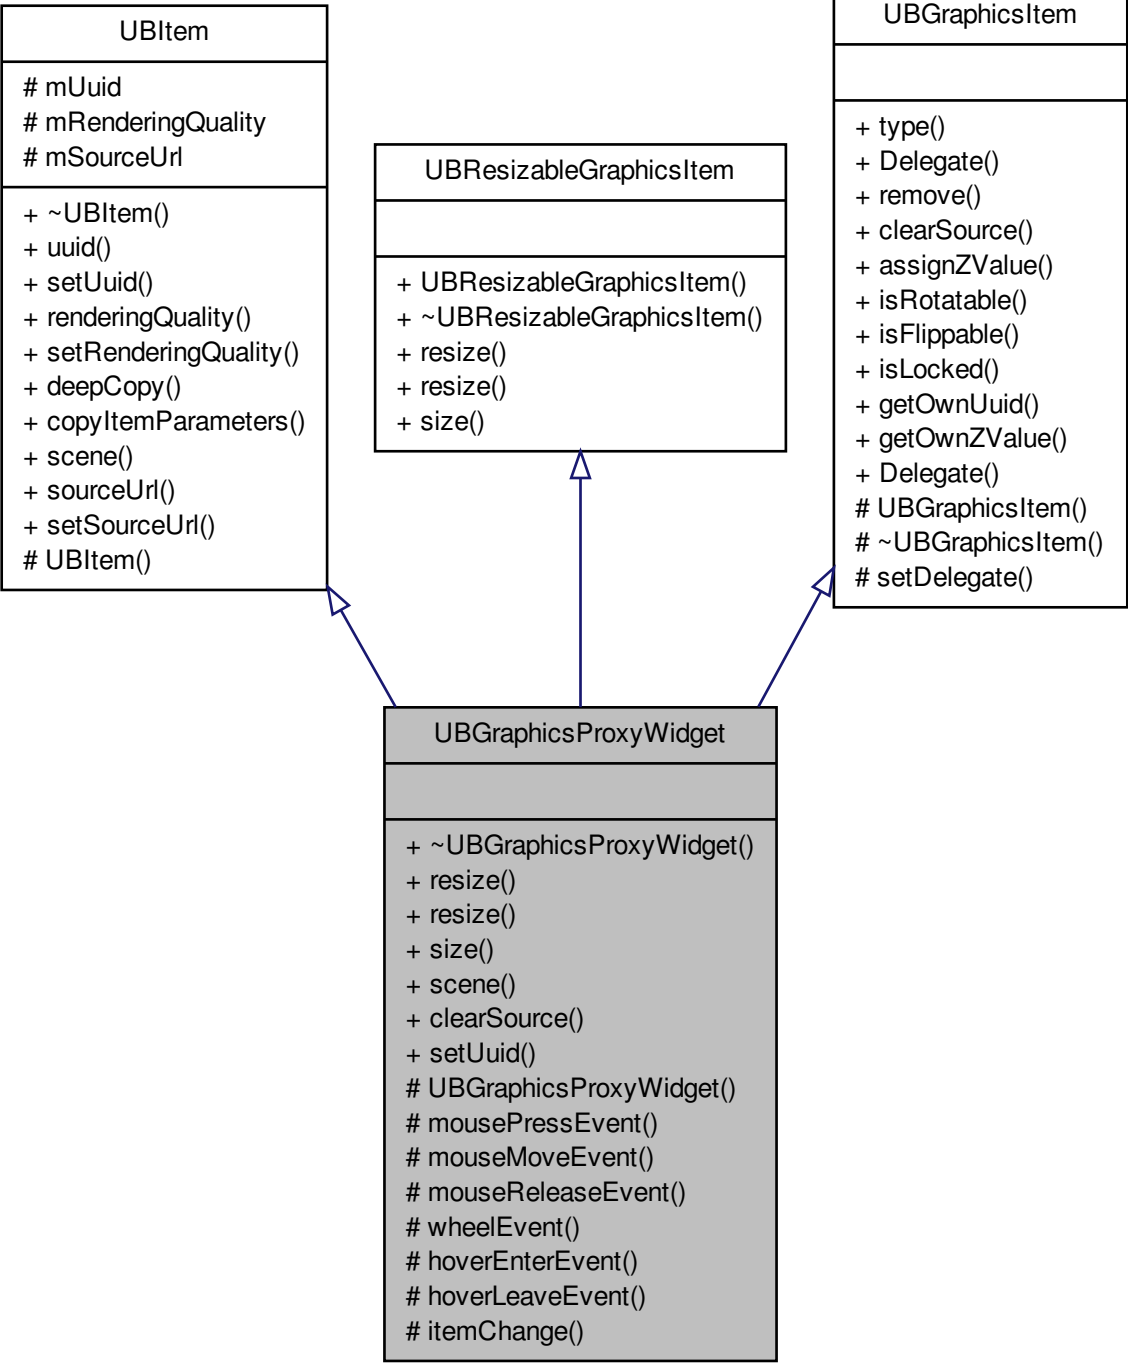 UBItem
# mUuid
# mRenderingQuality
# mSourceUrl
+ ~UBItem()
+ uuid()
+ setUuid()
+ renderingQuality()
+ setRenderingQuality()
+ deepCopy()
+ copyItemParameters()
+ scene()
+ sourceUrl()
+ setSourceUrl()
# UBItem()
UBResizableGraphicsItem
+ UBResizableGraphicsItem()
+ ~UBResizableGraphicsItem()
+ resize()
+ resize()
+ size()
UBGraphicsItem
+ type()
+ Delegate()
+ remove()
+ clearSource()
+ assignZValue()
+ isRotatable()
+ isFlippable()
+ isLocked()
+ getOwnUuid()
+ getOwnZValue()
+ Delegate()
# UBGraphicsItem()
# ~UBGraphicsItem()
# setDelegate()
UBGraphicsProxyWidget
+ ~UBGraphicsProxyWidget()
+ resize()
+ resize()
+ size()
+ scene()
+ clearSource()
+ setUuid()
# UBGraphicsProxyWidget()
# mousePressEvent()
# mouseMoveEvent()
# mouseReleaseEvent()
# wheelEvent()
# hoverEnterEvent()
# hoverLeaveEvent()
# itemChange()